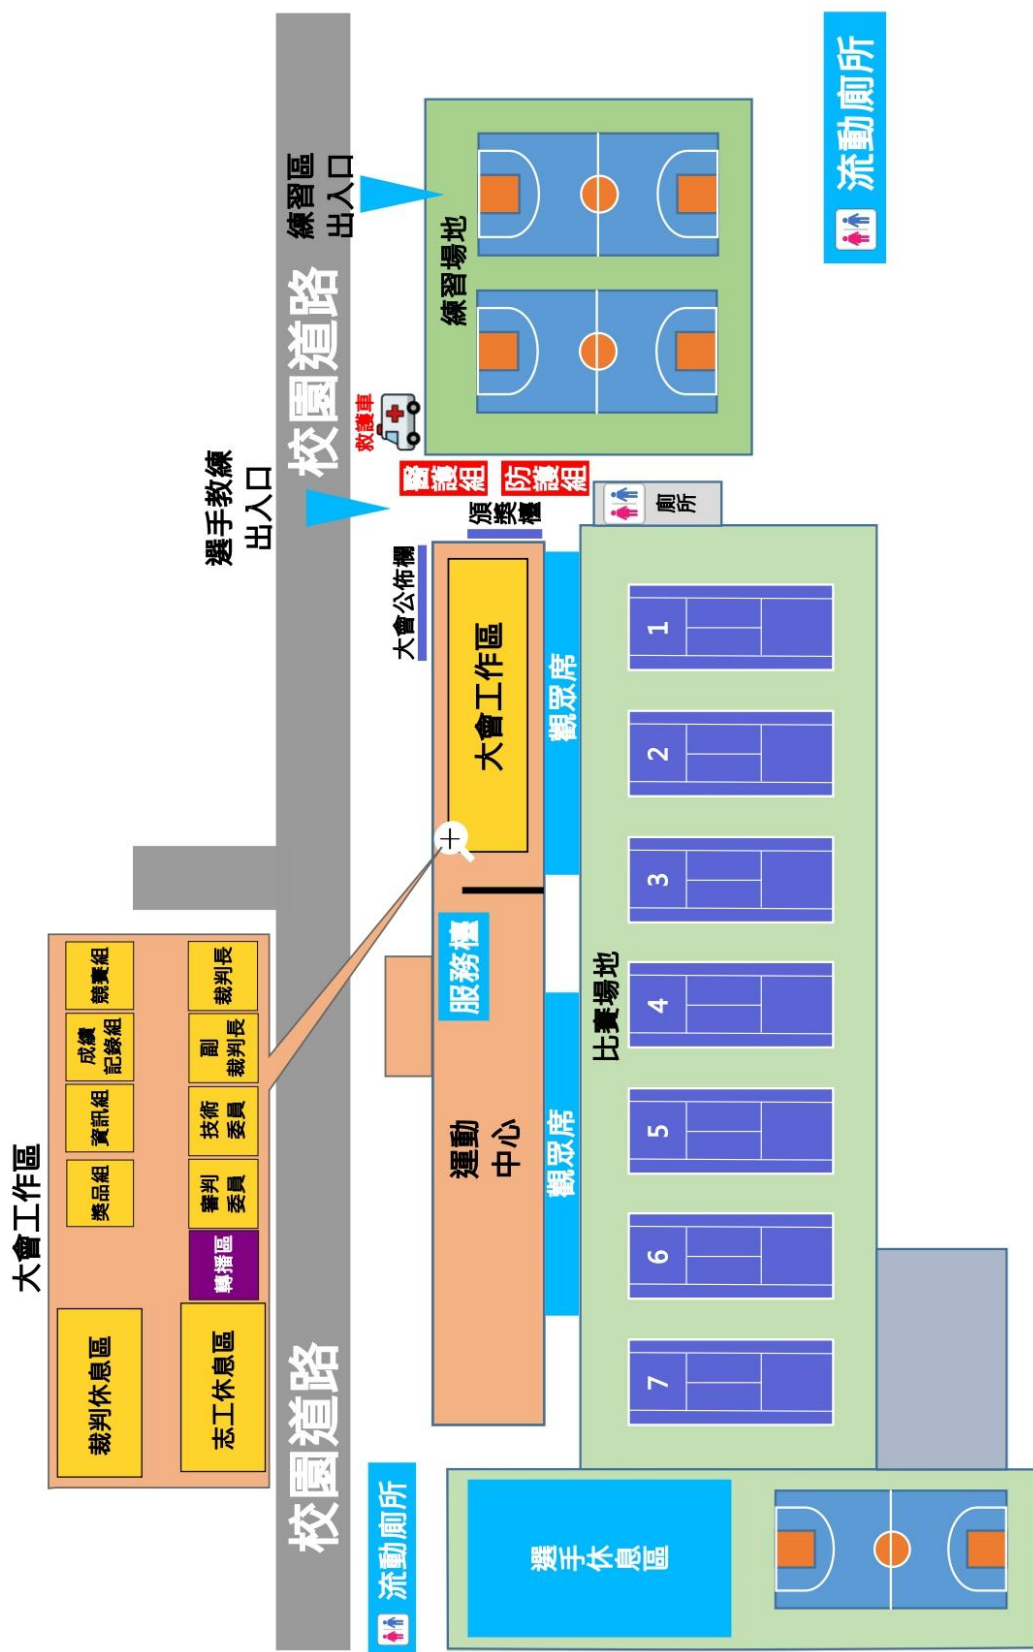 大會工作區
裁判休息區
獎品組
資訊組
成績
記錄組
競賽組
志工休息區
轉播區
審判
委員
技術
委員
副
裁判長
裁判長
選手教練
出入口
練習區
出入口
校園道路
校園道路
流動廁所
救護車
大會公佈欄
醫護組
防護組
頒獎檯
運動
中心
服務檯
大會工作區
練習場地
觀眾席
觀眾席
選手
休息區
比賽場地
廁所
7
6
5
4
3
2
1
流動廁所